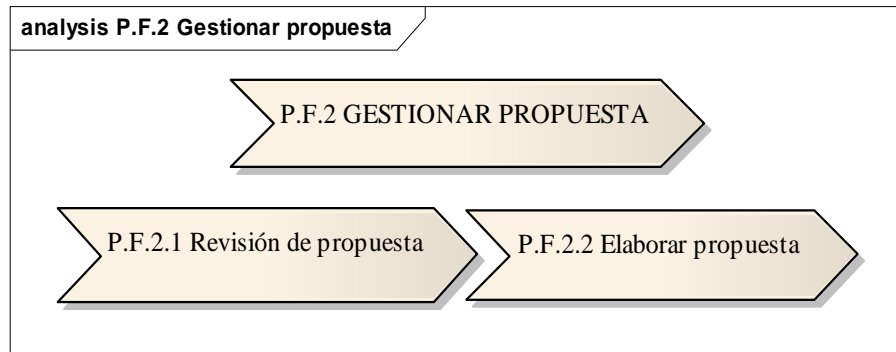 analysis P.F.2 Gestionar propuesta
P.F.2 GESTIONAR PROPUESTA
P.F.2.1 Revisión de propuesta
P.F.2.2 Elaborar propuesta